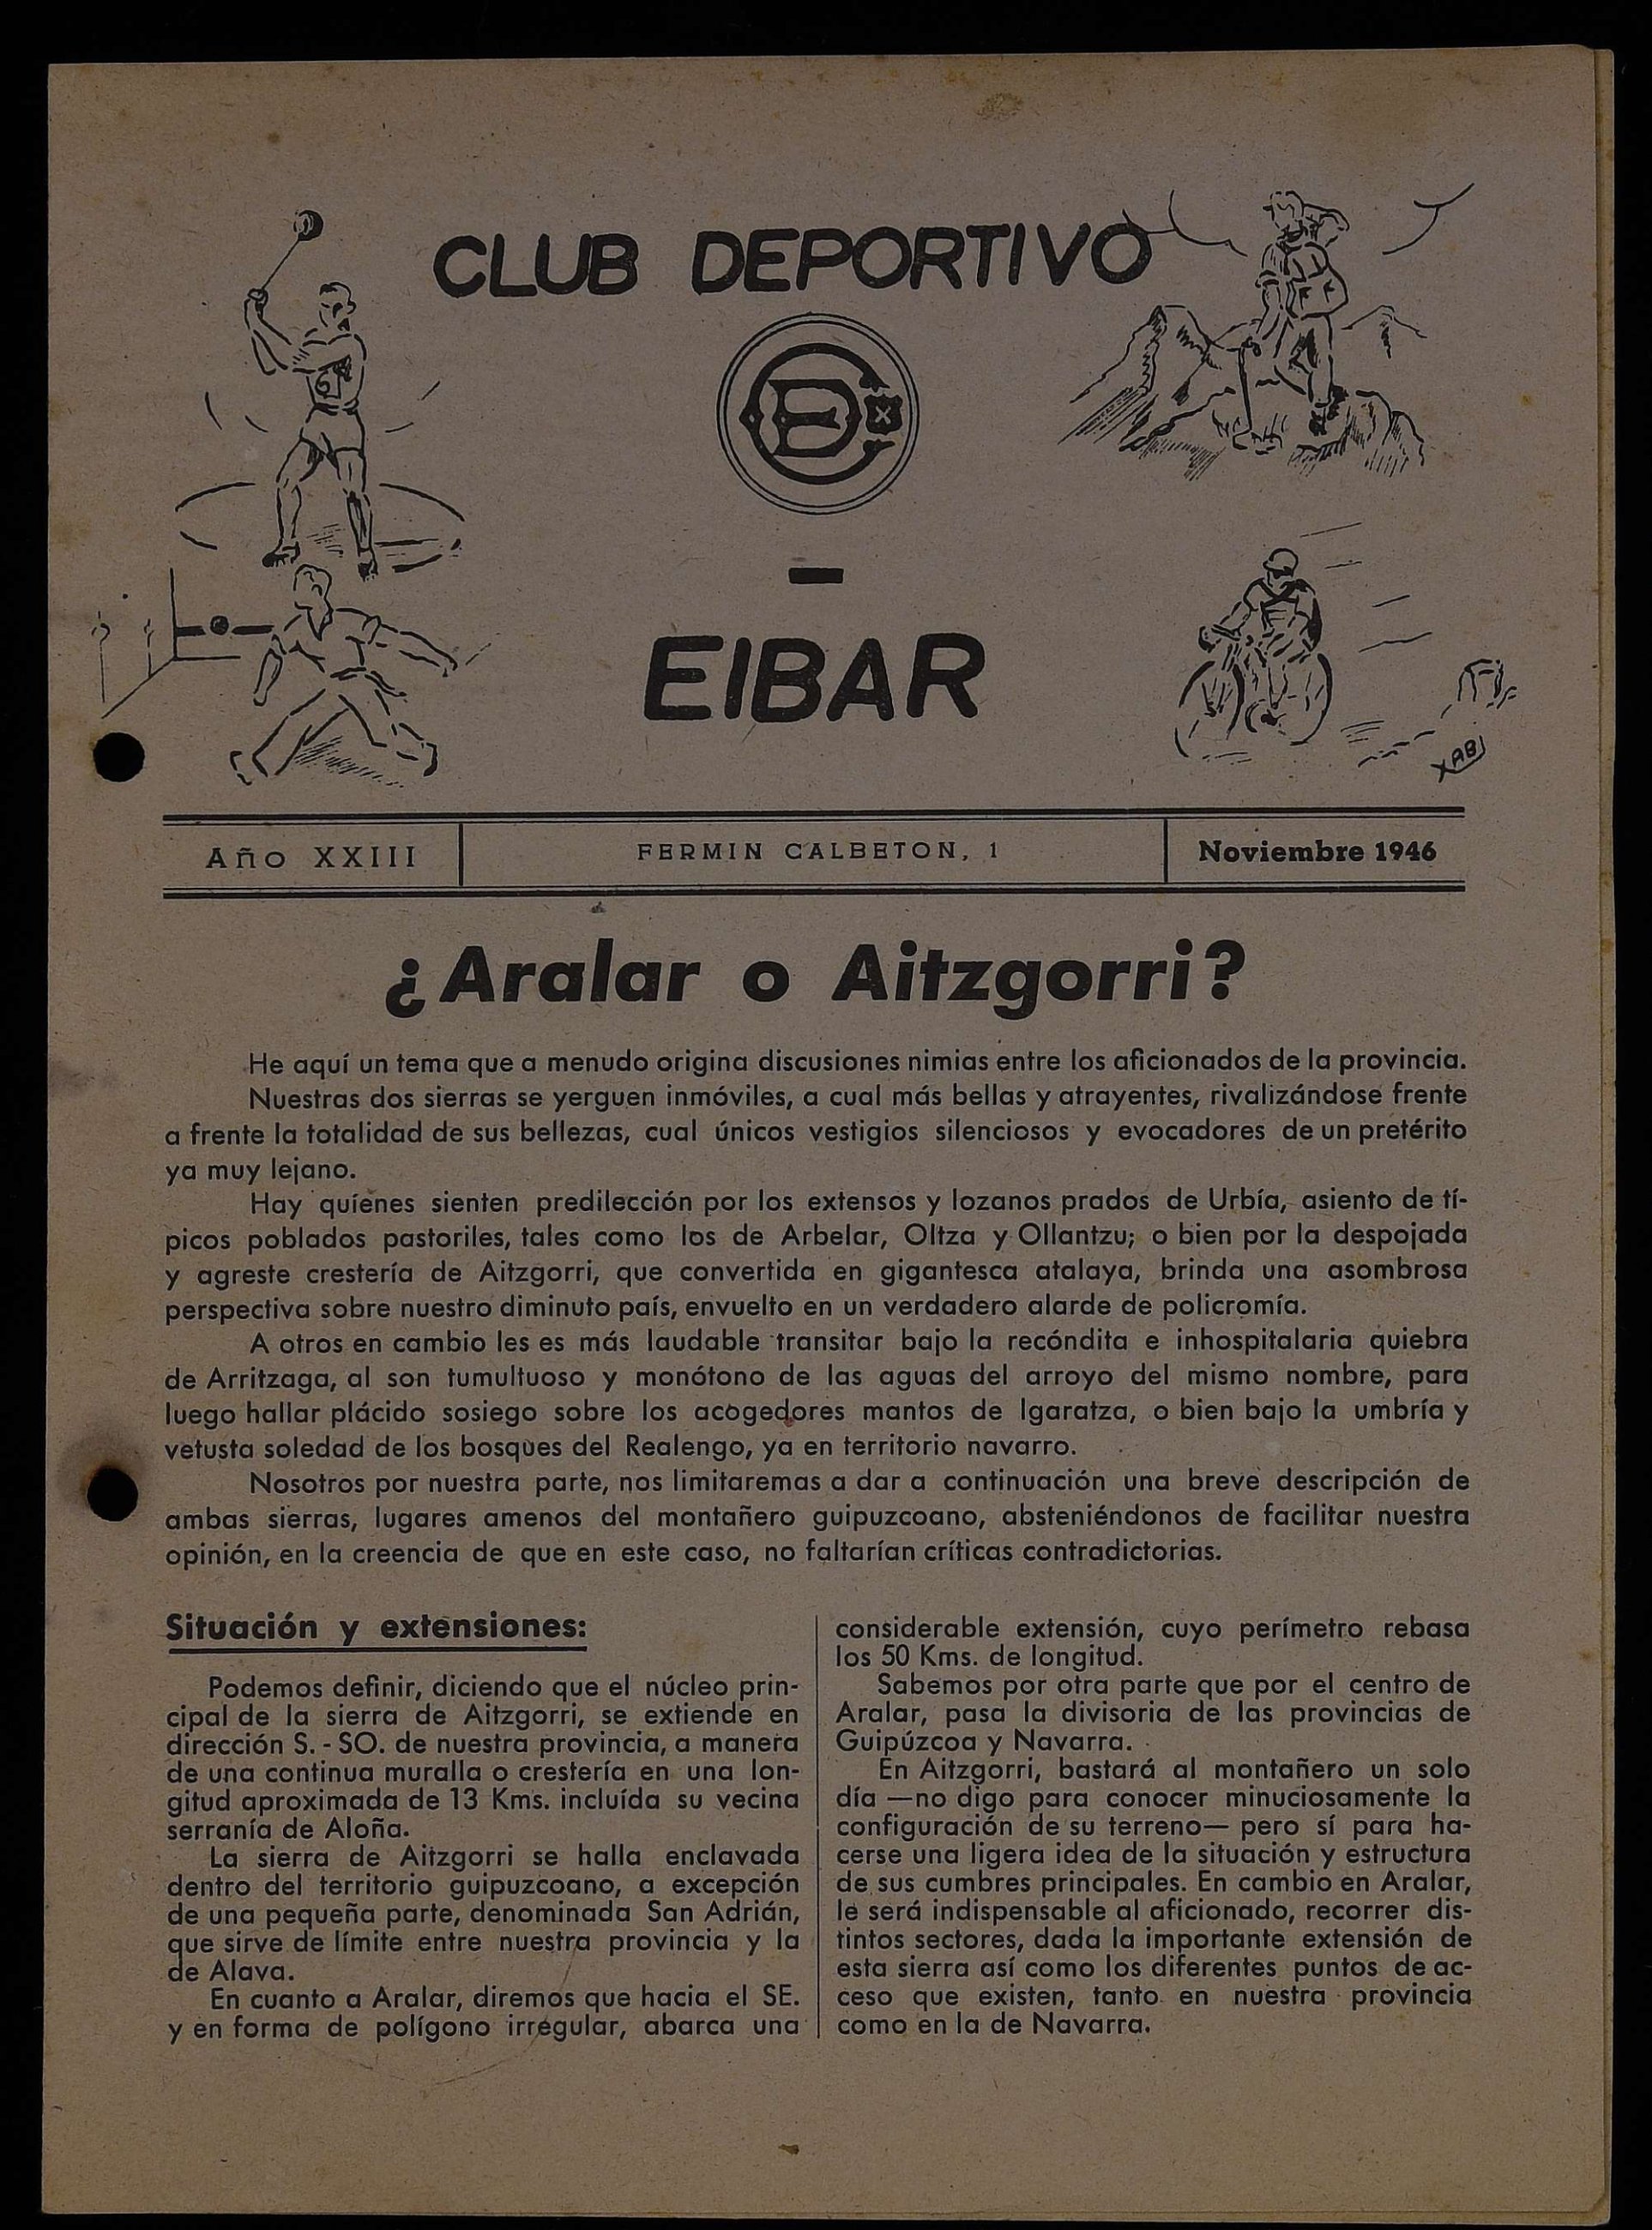 CLUB DEPORTIVO
-
EIBAR
XABJ
Año XXIII
FERMIN CALBETON, 1
Noviembre 1946
¿Aralar o Aitzgorri?
He aquí un tema que a menudo origina discusiones nimias entre los aficionados de la provincia.
Nuestras dos sierras se yerguen inmóviles, a cual más bellas y atrayentes, rivalizándose frente
a frente la totalidad de sus bellezas, cual únicos vestigios silenciosos y evocadores de un pretérito
ya muy lejano.
Hay quíenes sienten predilección por los extensos y lozanos prados de Urbía, asiento de tí-
picos poblados pastoriles, tales como los de Arbelar, Oltza y Ollantzu; o bien por la despojada
y agreste crestería de Aitzgorri, que convertida en gigantesca atalaya, brinda una asombrosa
perspectiva sobre nuestro diminuto país, envuelto en un verdadero alarde de policromía.
A otros en cambio les es más laudable transitar bajo la recóndita e inhospitalaria quiebra
de Arritzaga, al son tumultuoso y monótono de las aguas del arroyo del mismo nombre, para
luego hallar plácido sosiego sobre los acogedores mantos de Igaratza, o bien bajo la umbría y
vetusta soledad de los bosques del Realengo, ya en territorio navarro.
Nosotros por nuestra parte, nos limitaremas a dar a continuación una breve descripción de
ambas sierras, lugares amenos del montañero guipuzcoano, absteniéndonos de facilitar nuestra
opinión, en la creencia de que en este caso, no faltarían críticas contradictorias.
Situación y extensiones:
Podemos definir, diciendo que el núcleo prin-
cipal de la sierra de Aitzgorri, se extiende en
dirección S. - SO. de nuestra provincia, a manera
de una continua muralla o crestería en una lon-
gitud aproximada de 13 Kms. incluída su vecina
serranía de Aloña.
La sierra de Aitzgorri se halla enclavada
dentro del territorio guipuzcoano, a excepción
de una pequeña parte, denominada San Adrián,
que sirve de límite entre nuestra provincia y la
de Alava.
En cuanto a Aralar, diremos que hacia el SE.
y en forma de polígono irregular, abarca una
considerable extensión, cuyo perímetro rebasa
los 50 Kms. de longitud.
Sabemos por otra parte que por el centro de
Aralar, pasa la divisoria de las provincias de
Guipúzcoa y Navarra.
En Aitzgorri, bastará al montañero un solo
día —no digo para conocer minuciosamente la
configuración de su terreno— pero sí para ha-
cerse una ligera idea de la situación y estructura
de sus cumbres principales. En cambio en Aralar,
le será indispensable al aficionado, recorrer dis-
tintos sectores, dada la importante extensión de
esta sierra así como los diferentes puntos de ac-
ceso que existen, tanto en nuestra provincia
como en la de Navarra.